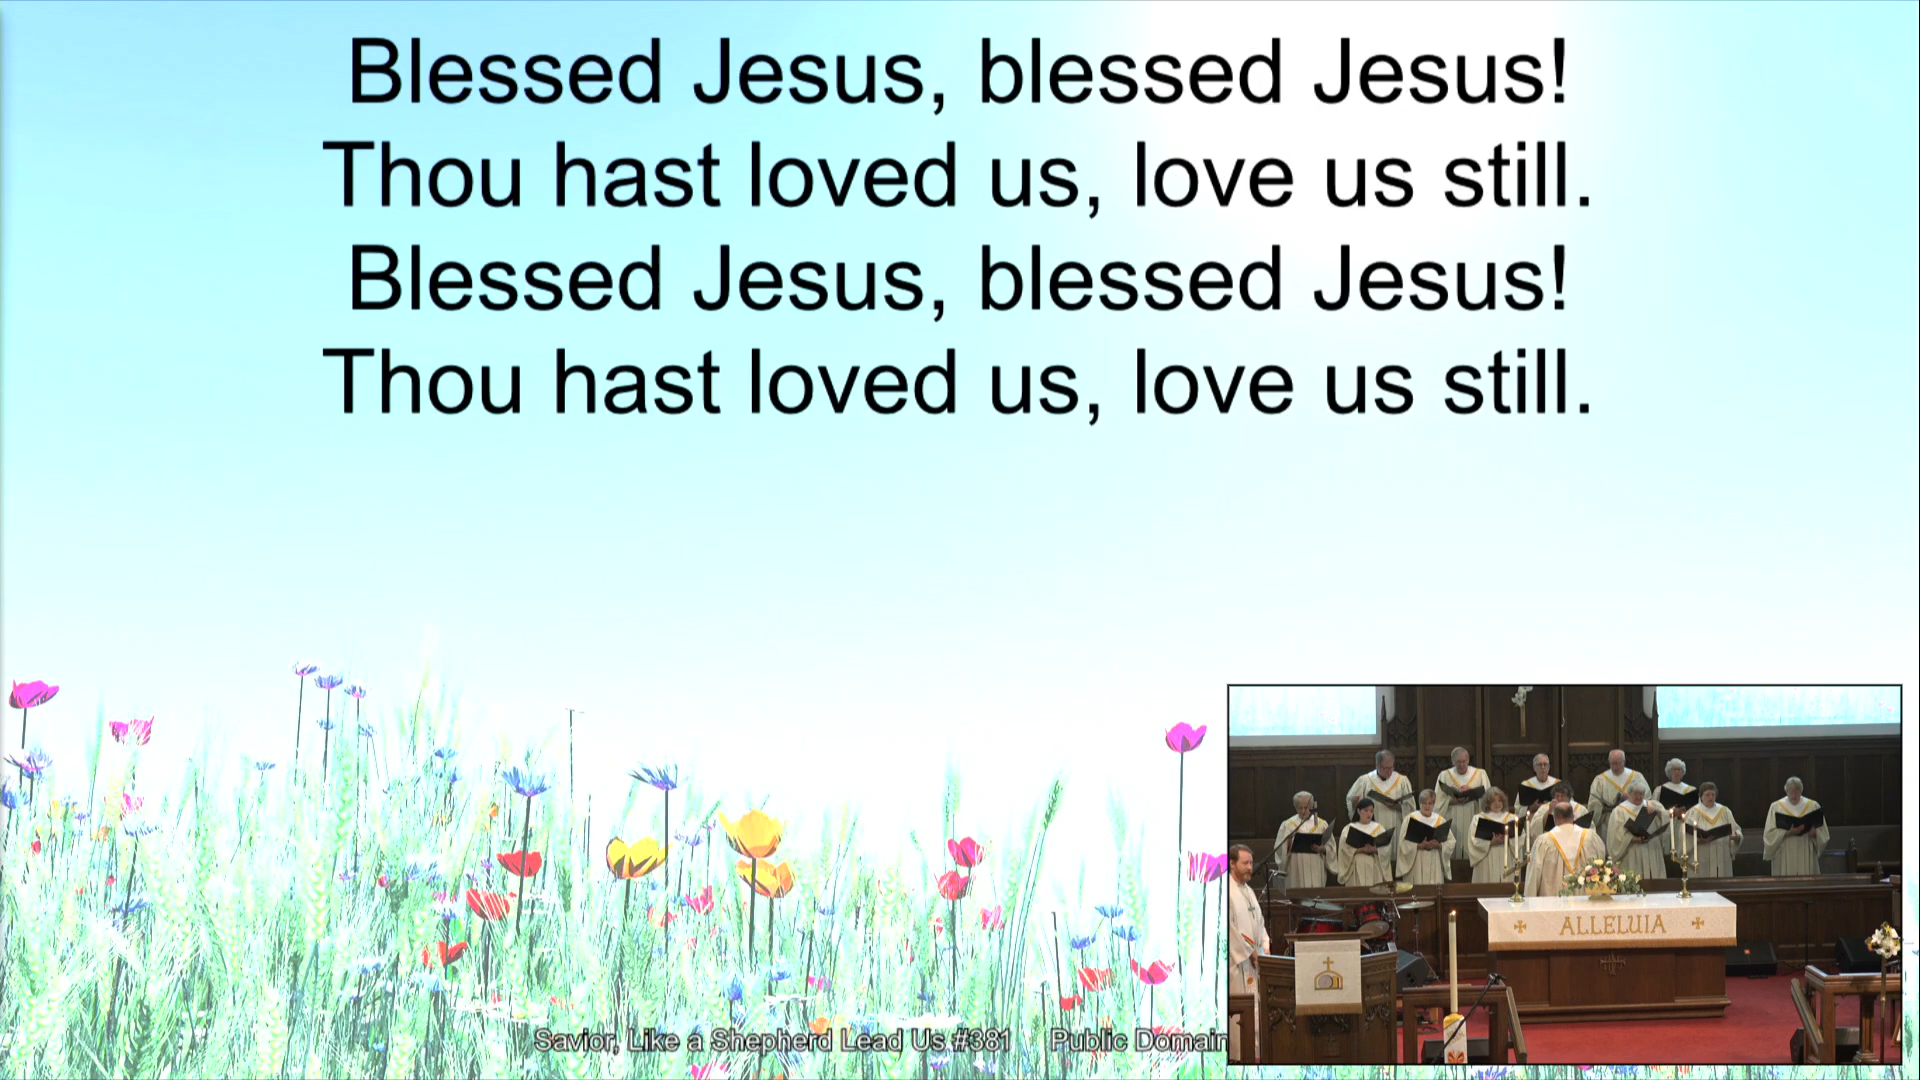 Blessed Jesus, blessed Jesus!
Thou hast loved us, love us still.
Blessed Jesus, blessed Jesus!
Thou hast loved us, love us still.
ALLELUIA
Savior, Like a Shepherd Lead Us #381 Public Domain